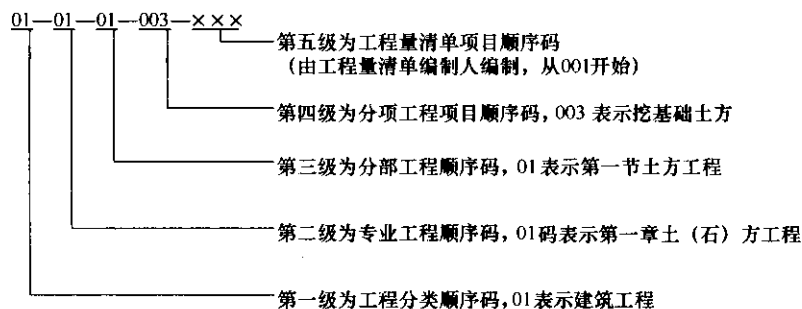 01—01—01—003—×××
第五级为工程量清单项目顺序码
（由工程量清单编制人编制，从001开始）
第四级为分项工程项目顺序码，003 表示挖基础土方
第三级为分部工程顺序码，01表示第一节土方工程
第二级为专业工程顺序码，01码表示第一章土（石）方工程
第一级为工程分类顺序码，01表示建筑工程